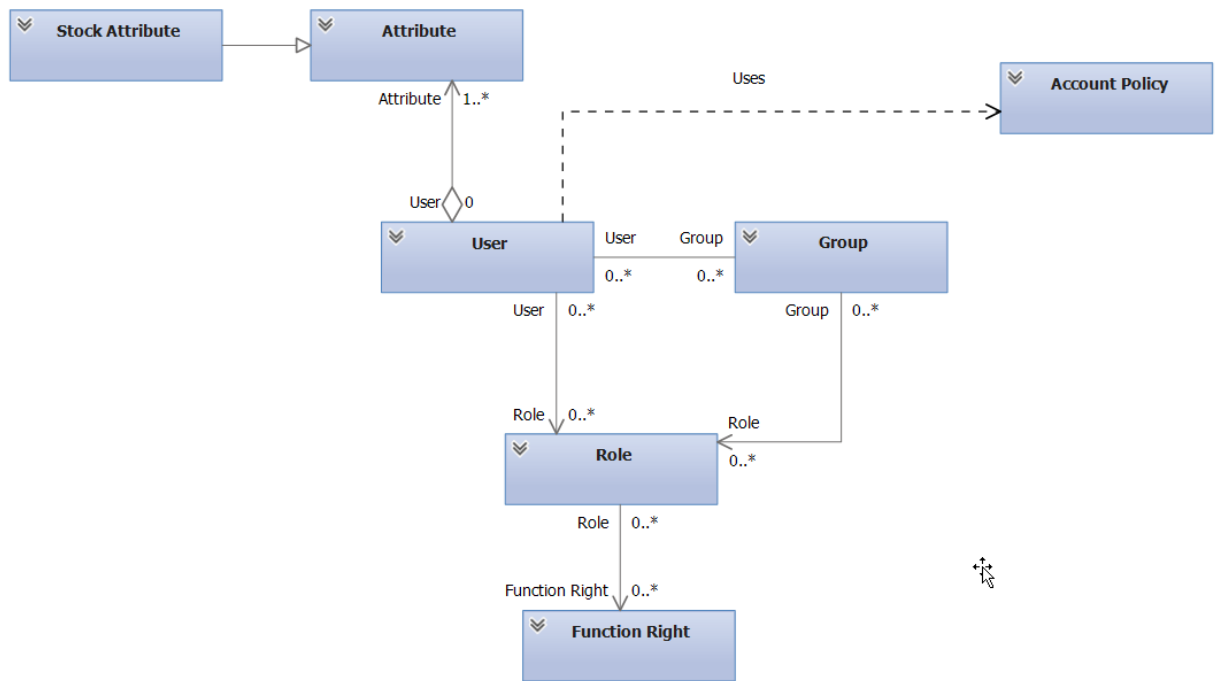 Stock Attribute
Attribute
Uses
Account Policy
Attribute 1..*
User 0
User
User Group
0..* 0..*
Group
User 0..*
Group 0..*
Role 0..*
Role
0..*
Role
Role 0..*
Function Right 0..*
Function Right